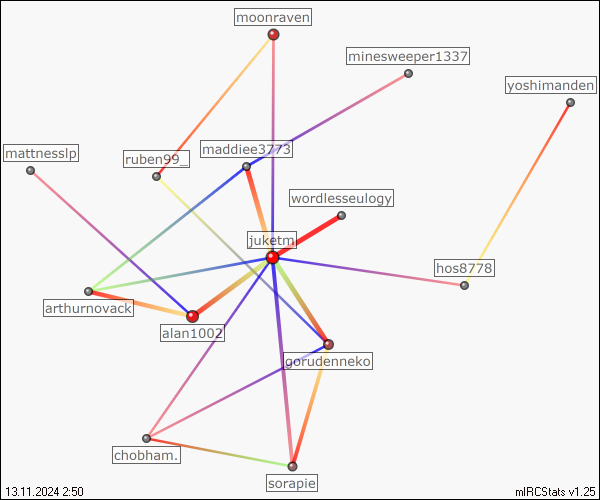 moonraven
minesweeper1337
yoshimanden
maddiee3773
mattnesslp
ruben99_
wordlesseulogy
juketm
hos8778
arthurnovack
alan1002
gorudenneko
chobham.
sorapie
13.11.2024 2:50
mIRCStats v1.25